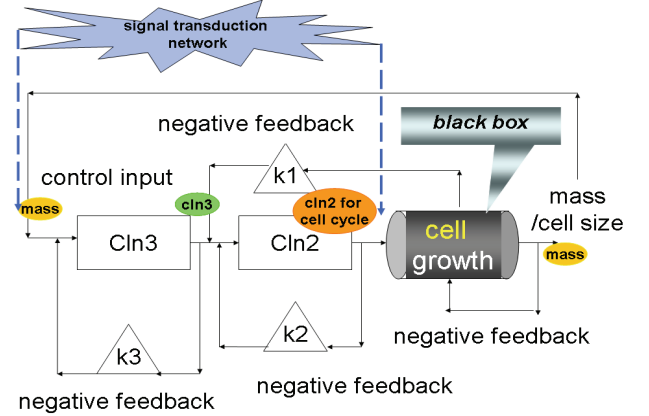 signal transduction
network
negative feedback
black box
k1
control input
cln3
cln2 for
cell cycle
mass
/cell size
mass
Cln3
Cln2
cell
growth
mass
negative feedback
k2
k3
negative feedback
negative feedback